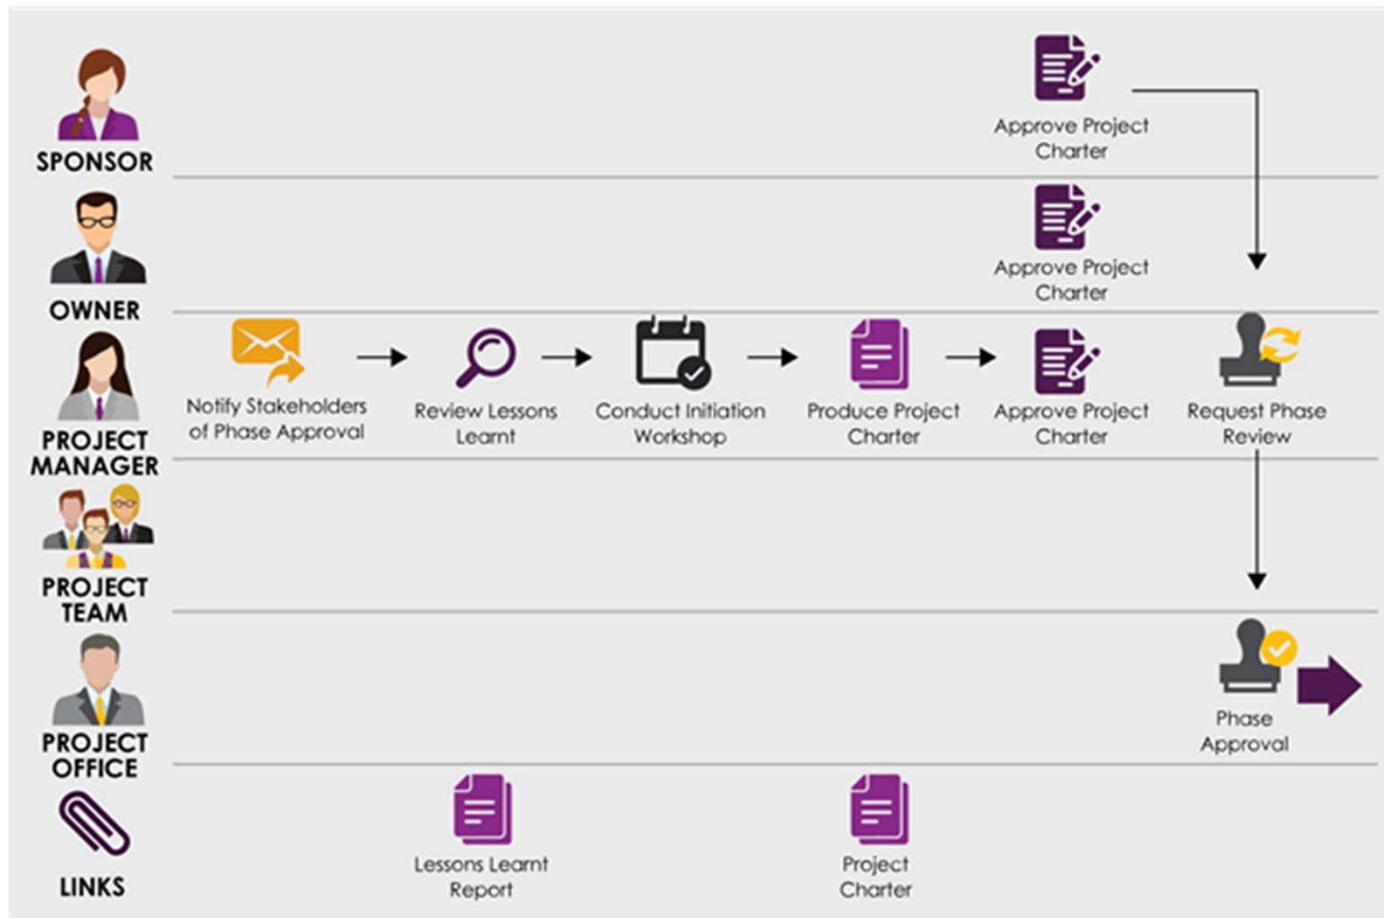 Approve Project
Charter
SPONSOR
Approve Project
Charter
OWNER
Notify Stakeholders
of Phase Approval
Review Lessons
Learnt
Conduct Initiation
Workshop
Produce Project
Charter
Approve Project
Charter
Request Phase
Review
PROJECT
MANAGER
PROJECT
TEAM
Phase
Approval
PROJECT
OFFICE
Lessons Learnt
Report
Project
Charter
LINKS